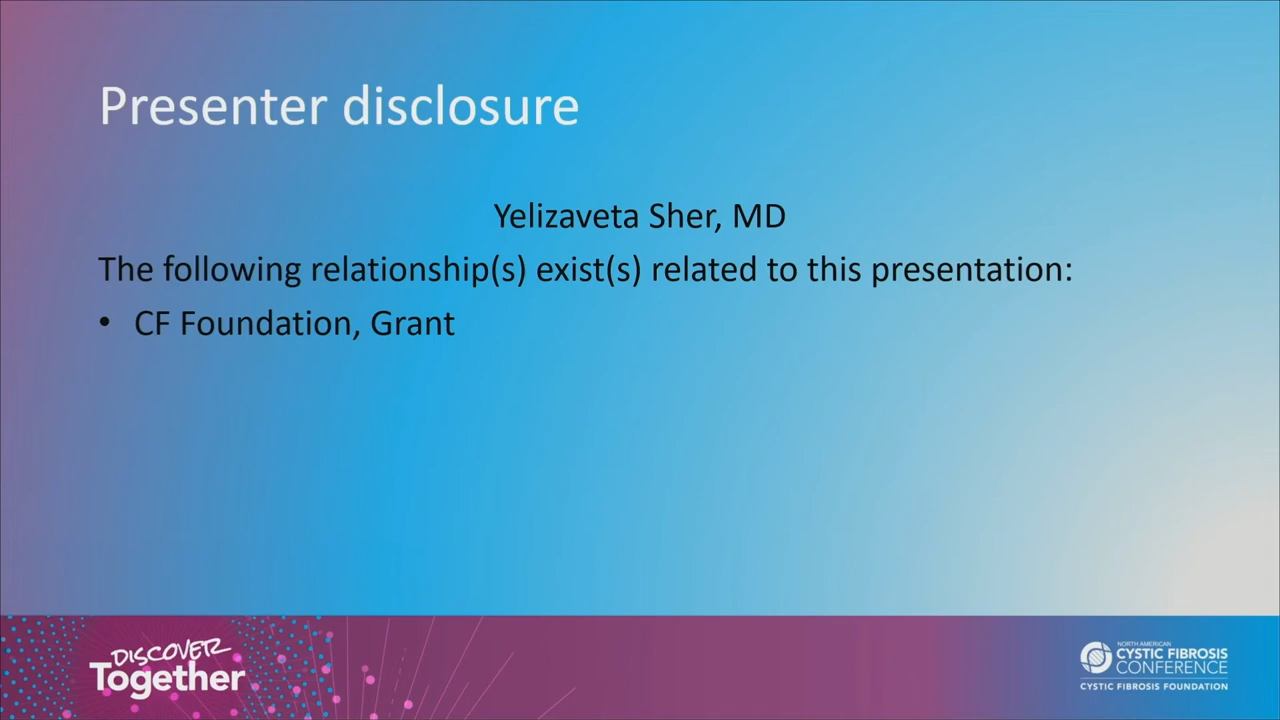 Presenter disclosure
Yelizaveta Sher, MD
The following relationship(s) exist(s) related to this presentation:
• CF Foundation, Grant
DISCOVER
Together
NORTH AMERICAN
CYSTIC FIBROSIS
CONFERENCE
CYSTIC FIBROSIS FOUNDATION